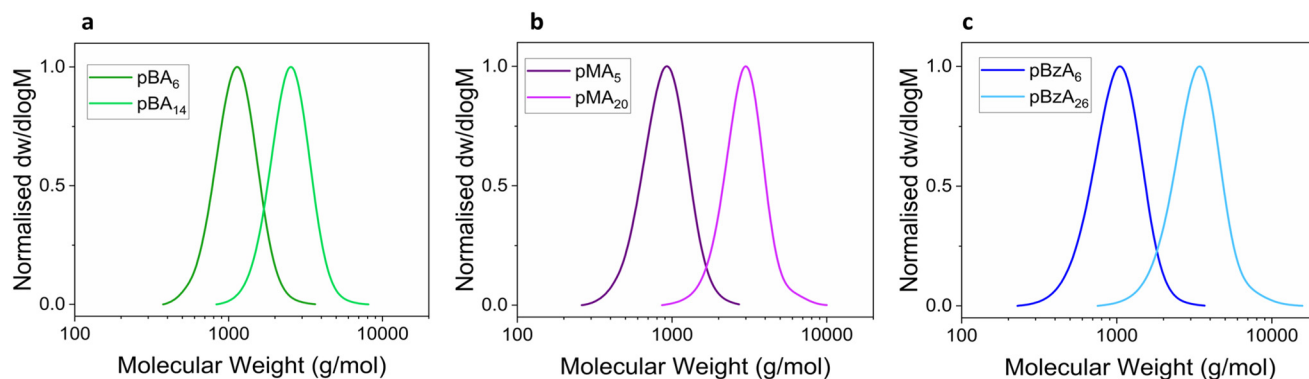 a
Normalised dw/dlogM
1.0
0.5
0.0
pBA₆
pBA₁₄
100
1000
10000
Molecular Weight (g/mol)
b
Normalised dw/dlogM
1.0
0.5
0.0
pMA₅
pMA₂₀
100
1000
10000
Molecular Weight (g/mol)
c
Normalised dw/dlogM
1.0
0.5
0.0
pBzA₆
pBzA₂₆
100
1000
10000
Molecular Weight (g/mol)